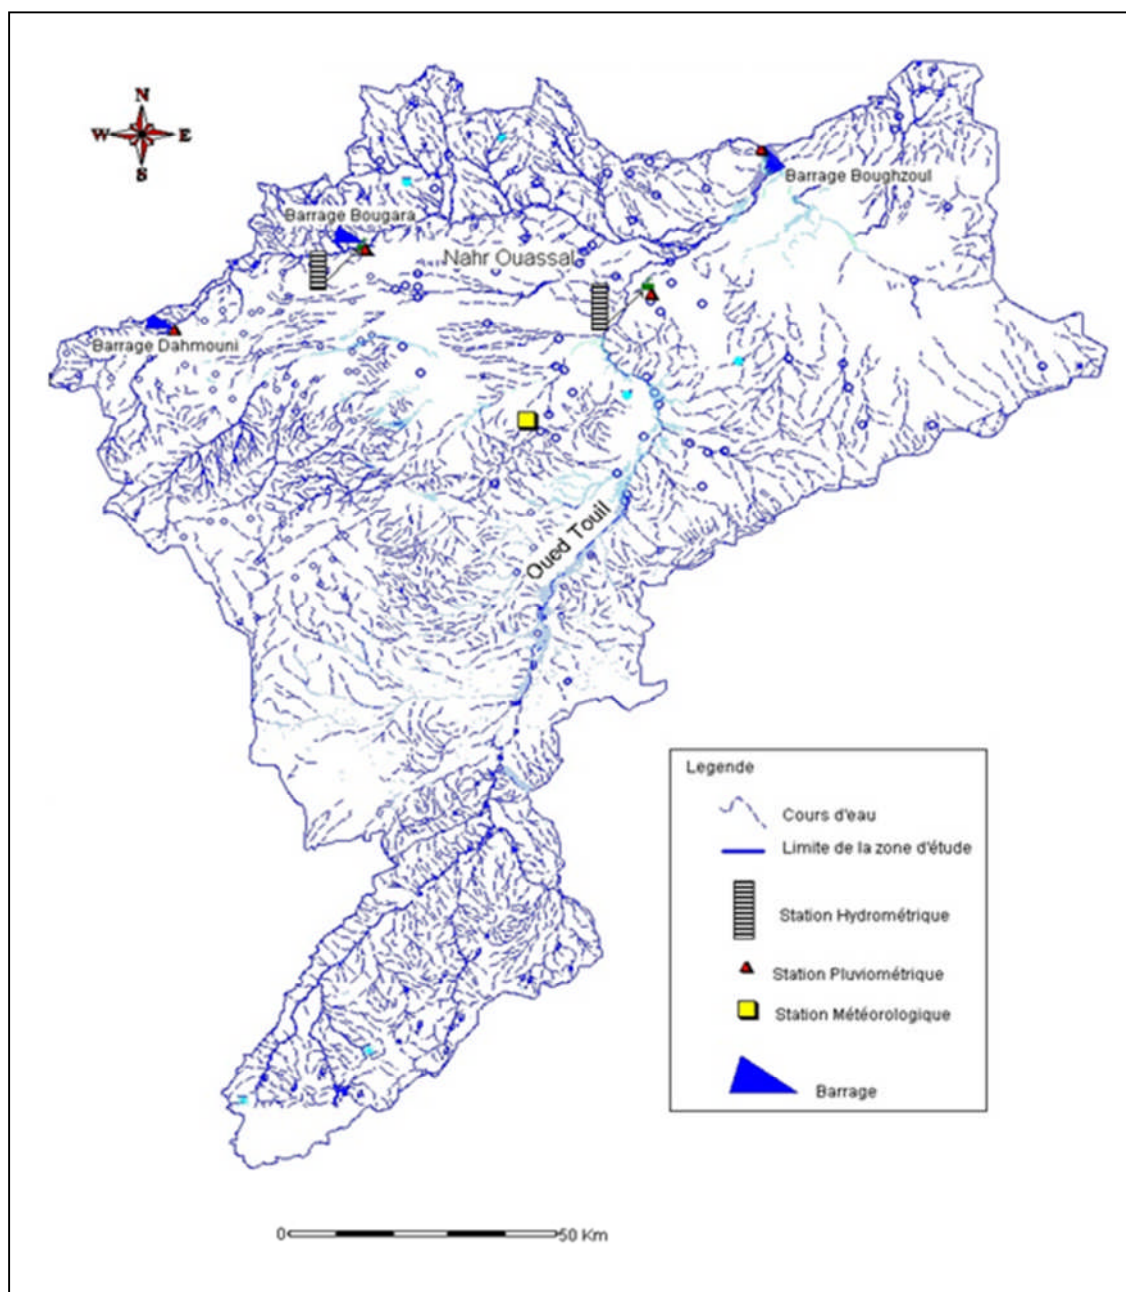 N
W E
S
Barrage Boughzoul
Barrage Bougara
Nahr Ouassal
Barrage Dahmouni
Oued Touil
Legende
Cours d'eau
Limite de la zone d'étude
Station Hydrométrique
Station Pluviométrique
Station Météorologique
Barrage
0 50 Km